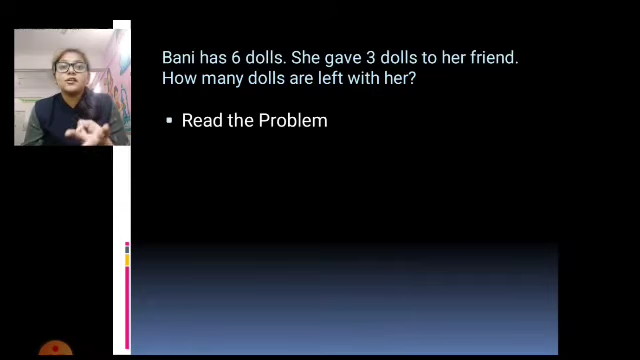 Bani has 6 dolls. She gave 3 dolls to her friend.
How many dolls are left with her?
Read the Problem